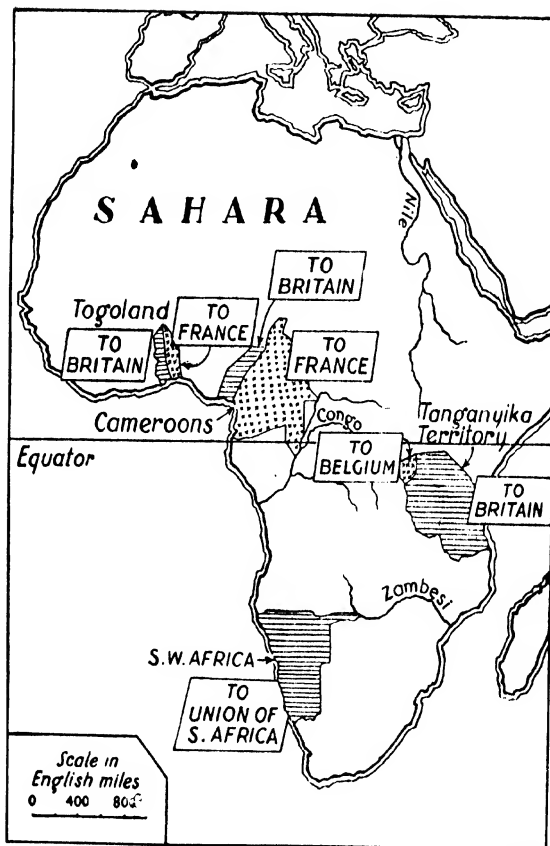 SAHARA
Nile
TO
BRITAIN
Togoland
TO
FRANCE
TO
BRITAIN
TO
FRANCE
Cameroons
Congo
Tanganyika
Territory
Equator
TO
BELGIUM
TO
BRITAIN
Zambesi
S.W. AFRICA
TO
UNION OF
S. AFRICA
Scale in
English miles
0 400 800